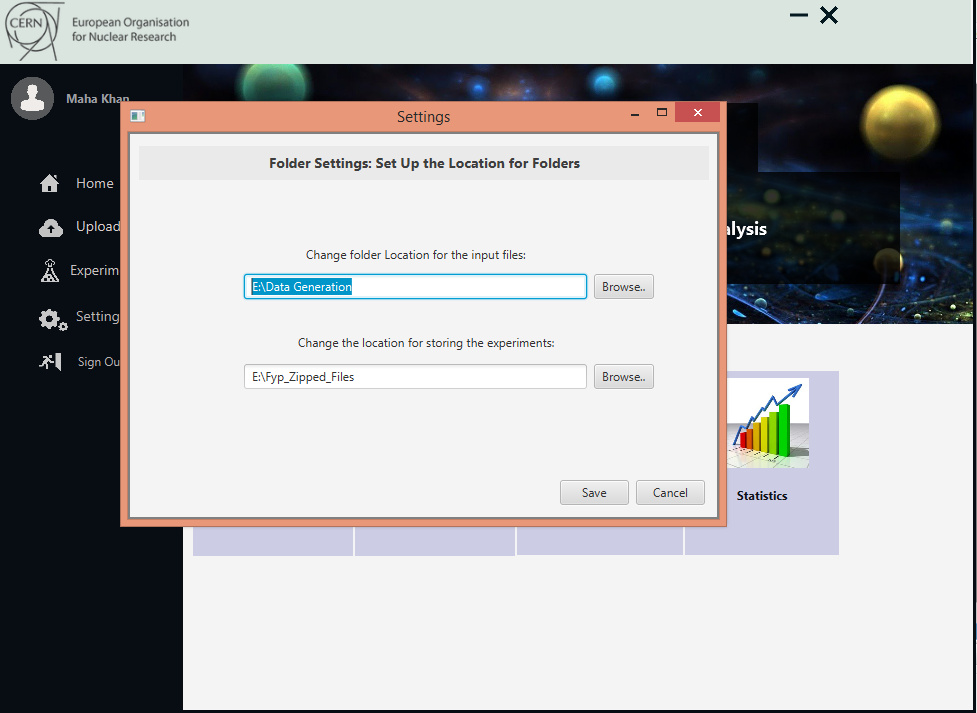 CERN
European Organisation
for Nuclear Research
Maha Khan
Settings
Folder Settings: Set Up the Location for Folders
Home
Upload
Experim
Setting
Sign Ou
alysis
Change folder Location for the input files:
E:\Data Generation
Browse..
Change the location for storing the experiments:
E:\Fyp_Zipped_Files
Browse..
Save
Cancel
Statistics